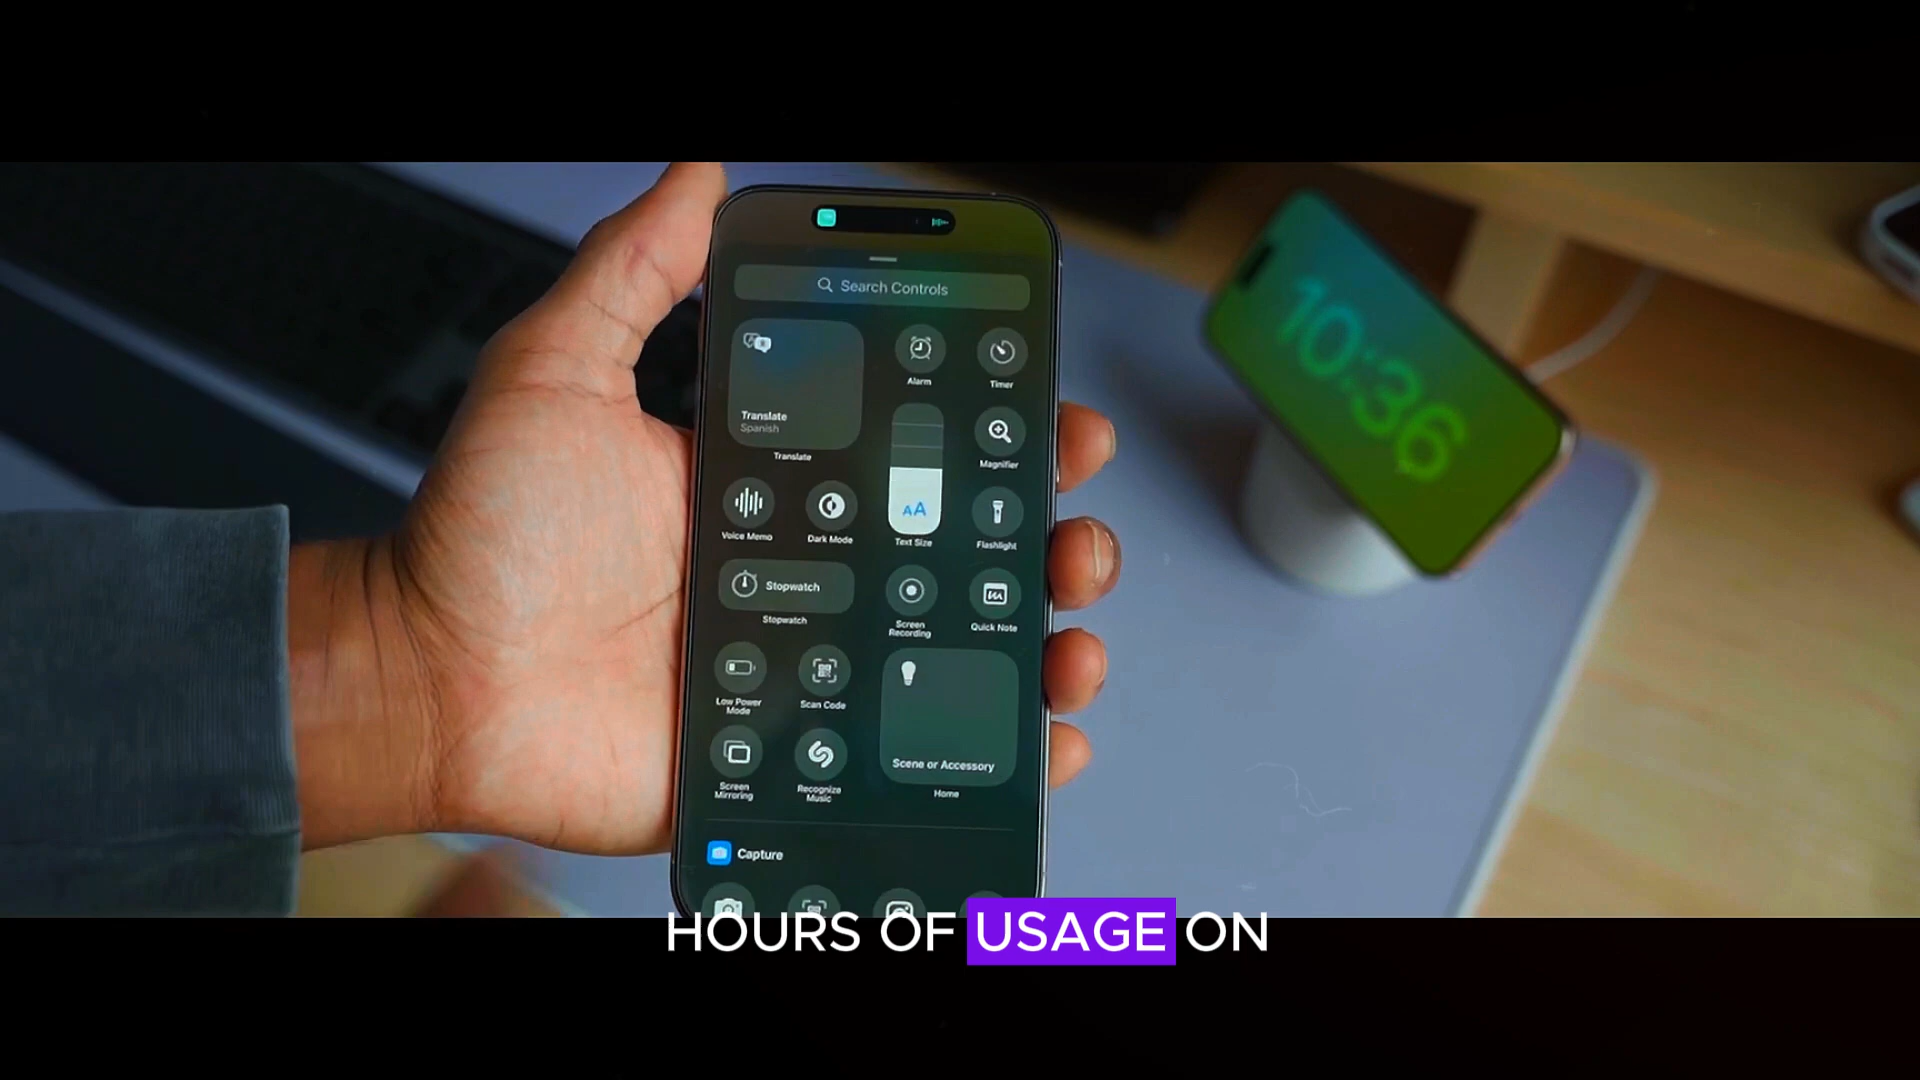 Search Controls
Translate
Spanish
Translate
Alarm
Timer
Magnifier
Voice Memo
Dark Mode
AA
Text Size
Flashlight
Stopwatch
Stopwatch
Screen
Recording
Quick Note
Low Power
Mode
Scan Code
Scene or Accessory
Home
Screen
Mirroring
Recognize
Music
Capture
10:36
HOURS OF USAGE ON